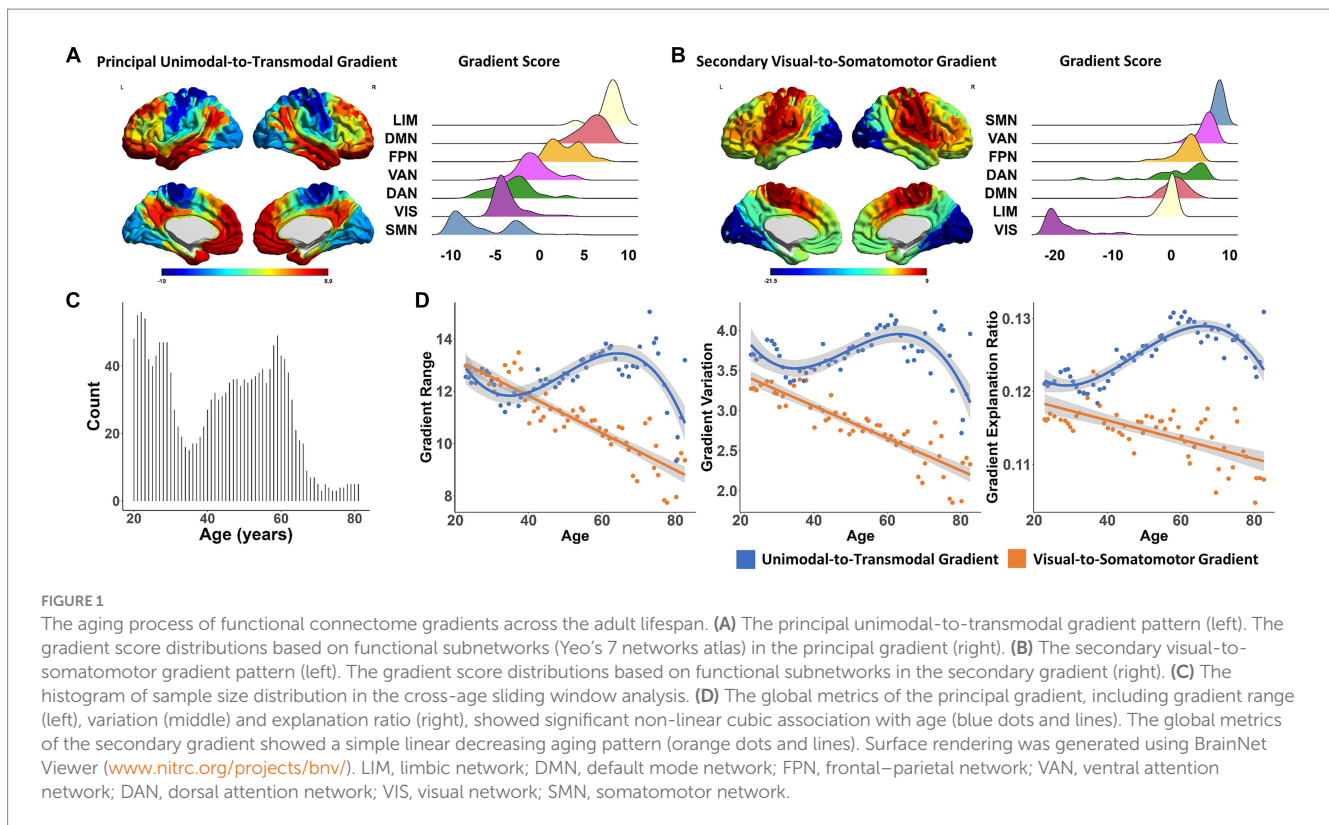 A
Principal Unimodal-to-Transmodal Gradient
Gradient Score
L
R
LIM
DMN
FPN
VAN
DAN
VIS
SMN
-10 -5 0 5 10
-10 8.9
B
Secondary Visual-to-Somatomotor Gradient
Gradient Score
L
R
SMN
VAN
FPN
DAN
DMN
LIM
VIS
-20 -10 0 10
-21.5 9
C
Count
40
20
0
20 40 60 80
Age (years)
D
Gradient Range
14
12
10
8
23 40 60 80
Age
Gradient Variation
4.0
3.5
3.0
2.5
2.0
23 40 60 80
Age
Gradient Explanation Ratio
0.13
0.12
0.11
23 40 60 80
Age
Unimodal-to-Transmodal Gradient Visual-to-Somatomotor Gradient
FIGURE 1
The aging process of functional connectome gradients across the adult lifespan. (A) The principal unimodal-to-transmodal gradient pattern (left). The
gradient score distributions based on functional subnetworks (Yeo's 7 networks atlas) in the principal gradient (right). (B) The secondary visual-to-
somatomotor gradient pattern (left). The gradient score distributions based on functional subnetworks in the secondary gradient (right). (C) The
histogram of sample size distribution in the cross-age sliding window analysis. (D) The global metrics of the principal gradient, including gradient range
(left), variation (middle) and explanation ratio (right), showed significant non-linear cubic association with age (blue dots and lines). The global metrics
of the secondary gradient showed a simple linear decreasing aging pattern (orange dots and lines). Surface rendering was generated using BrainNet
Viewer (www.nitrc.org/projects/bnv/). LIM, limbic network; DMN, default mode network; FPN, frontal–parietal network; VAN, ventral attention
network; DAN, dorsal attention network; VIS, visual network; SMN, somatomotor network.